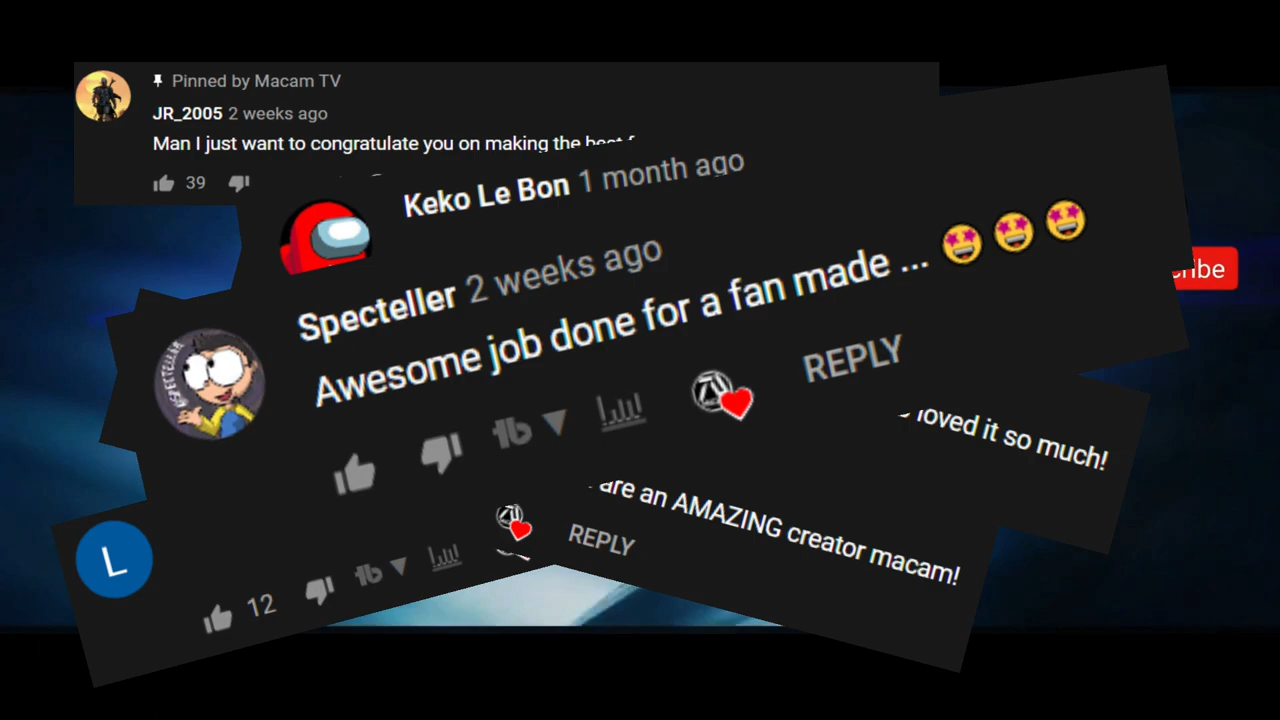 Pinned by Macam TV
JR_2005 2 weeks ago
Man I just want to congratulate you on making the
39
Keko Le Bon 1 month ago
Specteller 2 weeks ago
Awesome job done for a fan made ... 🤩 🤩 🤩
REPLY
loved it so much!
are an AMAZING creator macam!
REPLY
L
12
SPECTELLER